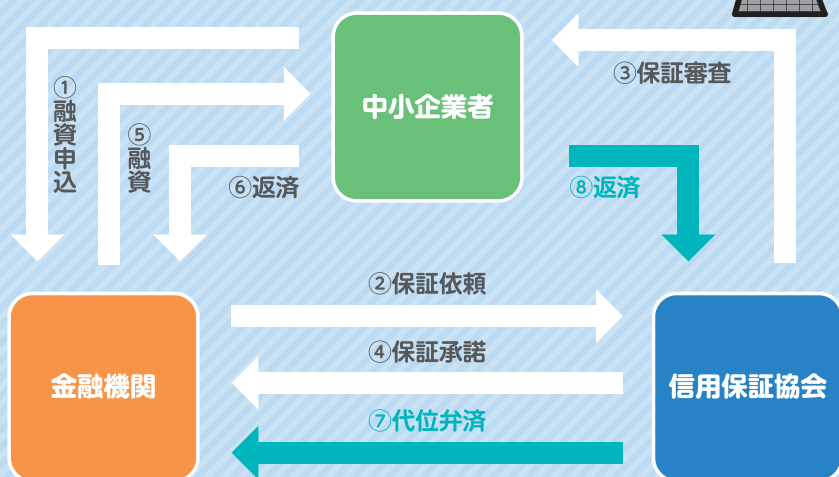 中小企業者
①融資申込
⑤融資
⑥返済
③保証審査
⑧返済
②保証依頼
④保証承諾
⑦代位弁済
金融機関
信用保証協会